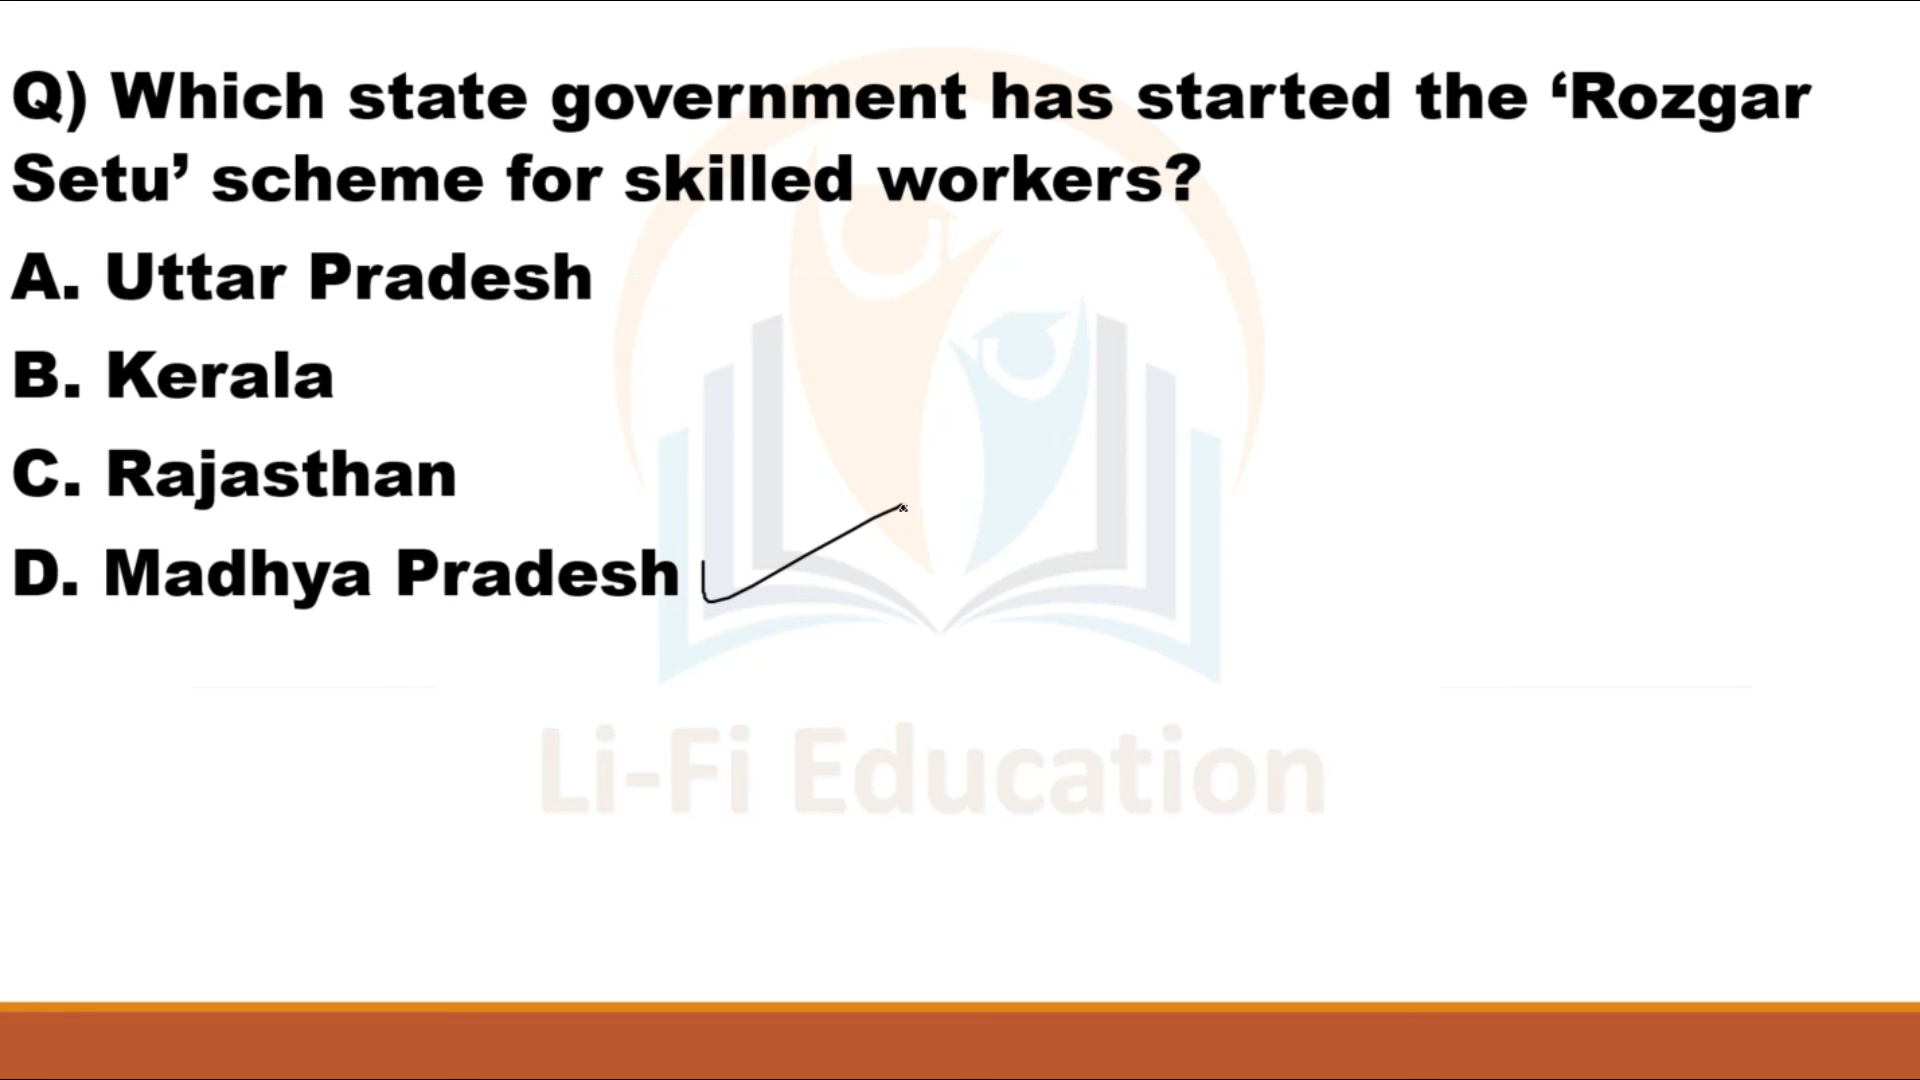 Q) Which state government has started the ‘Rozgar
Setu’ scheme for skilled workers?
A. Uttar Pradesh
B. Kerala
C. Rajasthan
D. Madhya Pradesh
Li-Fi Education